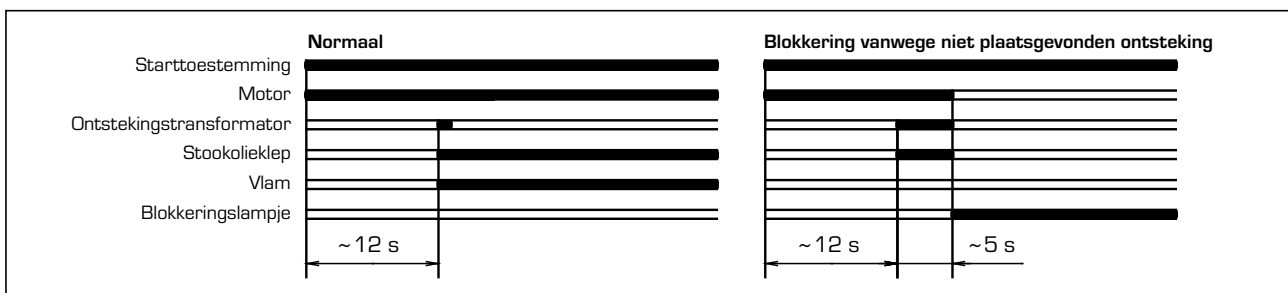 Normaal
Blokkering vanwege niet plaatsgevonden ontsteking
Starttoestemming
Motor
Ontstekingstransformator
Stookolieklep
Vlam
Blokkeringslampje
~12 s
~12 s
~5 s